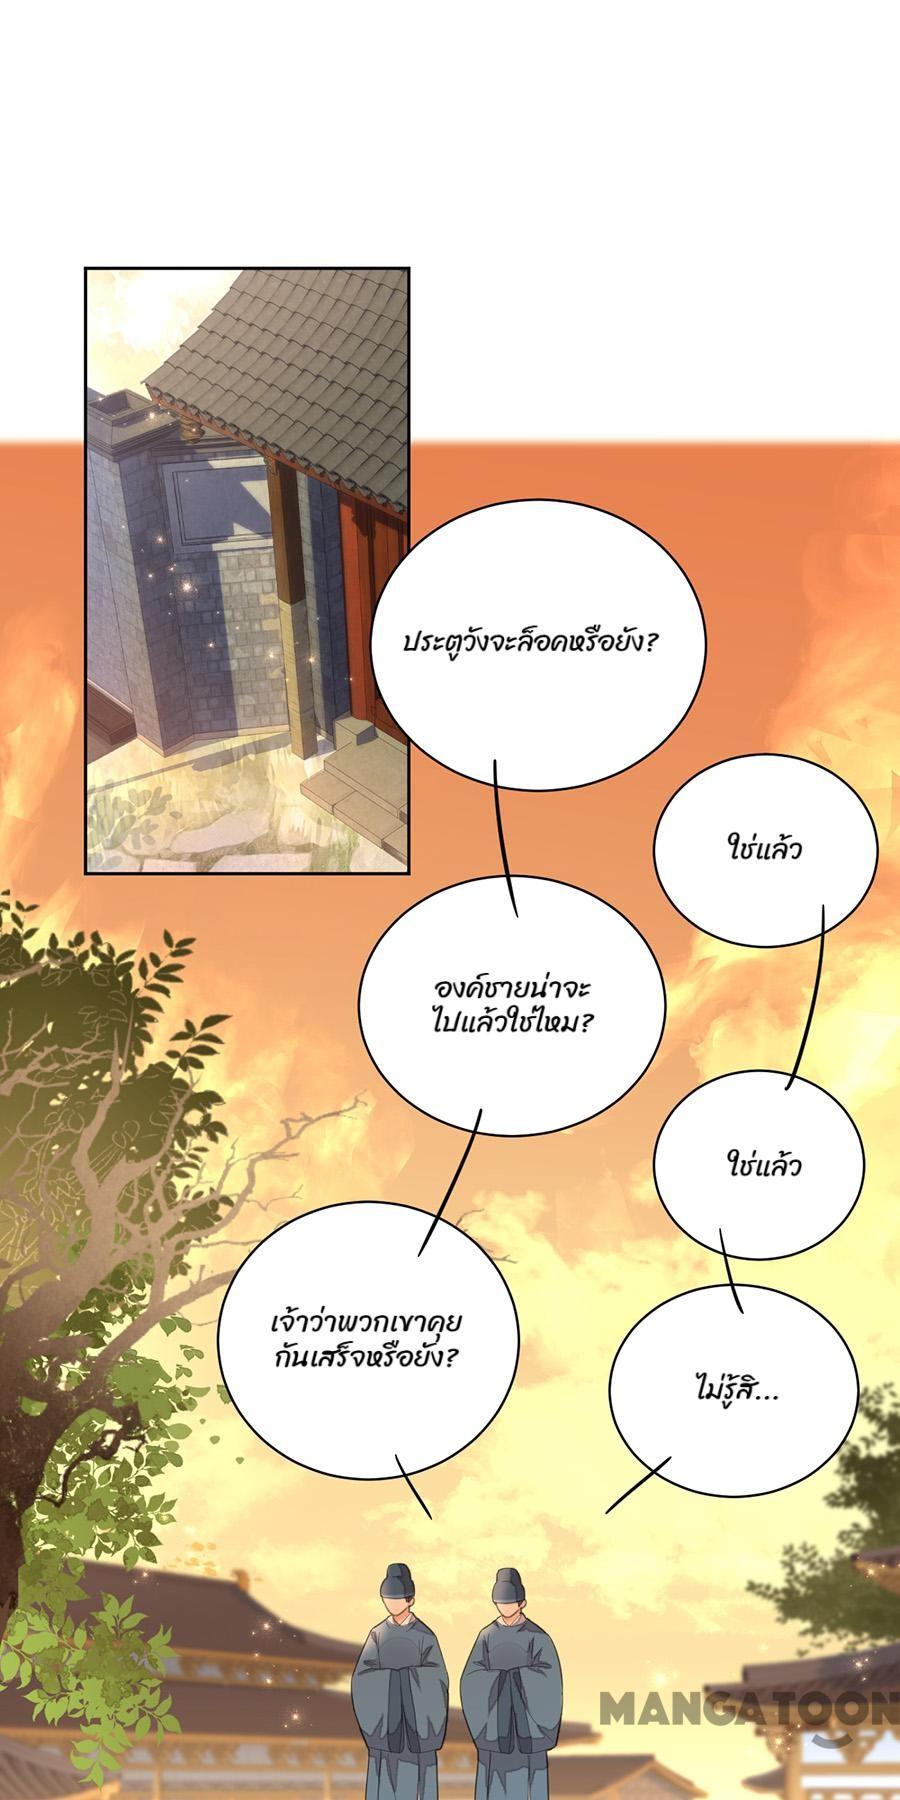 ประตูวังจะล็อคหรือยัง?
ใช่แล้ว
องค์ชายน่าจะ
ไปแล้วใช่ไหม?
ใช่แล้ว
เจ้าว่าพวกเขาคุย
กันเสร็จหรือยัง?
ไม่รู้สิ...
MANGATOON